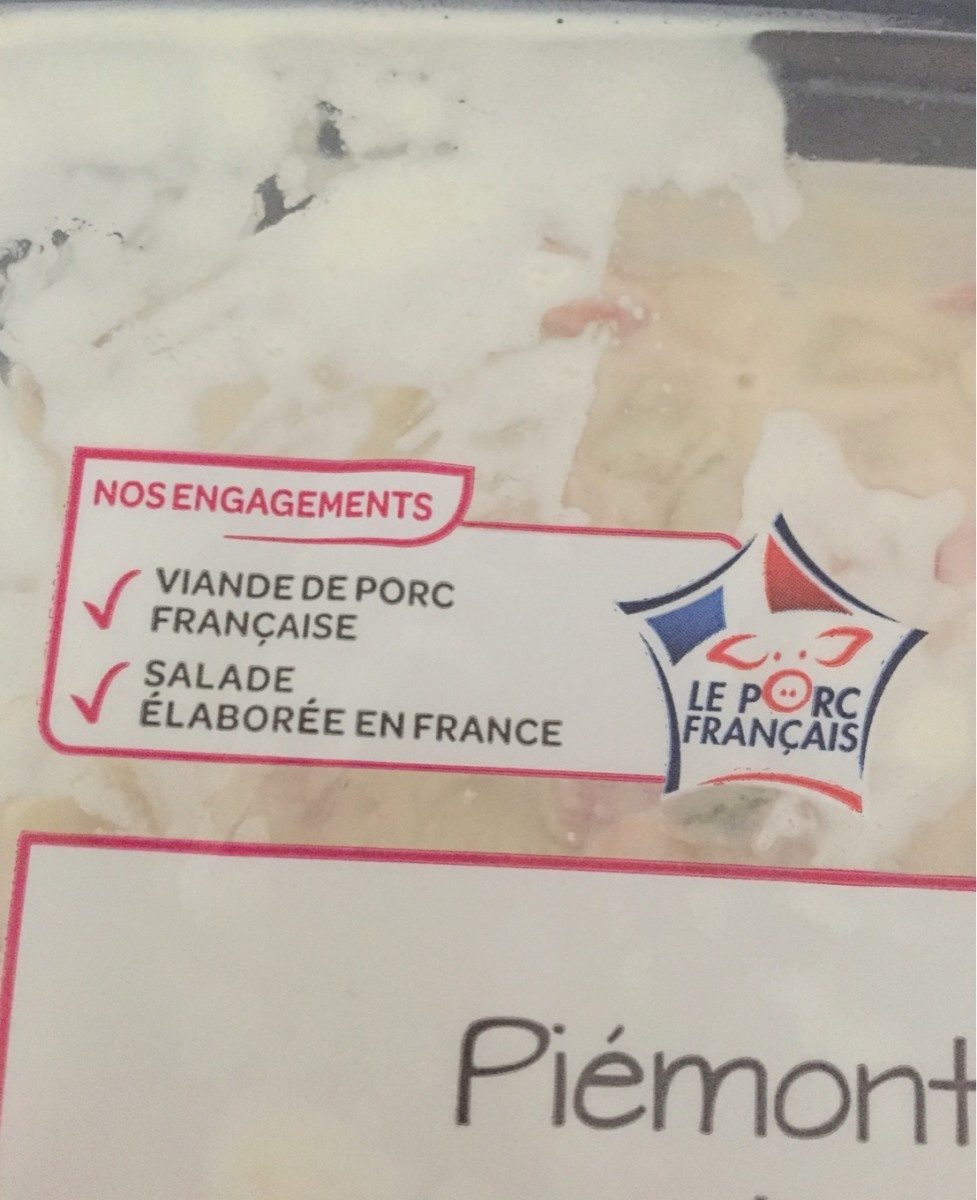 NOS ENGAGEMENTS
VIANDE DE PORC
FRANÇAISE
SALADE
ÉLABORÉE EN FRANCE
LE PORC
FRANÇAIS
Piémont